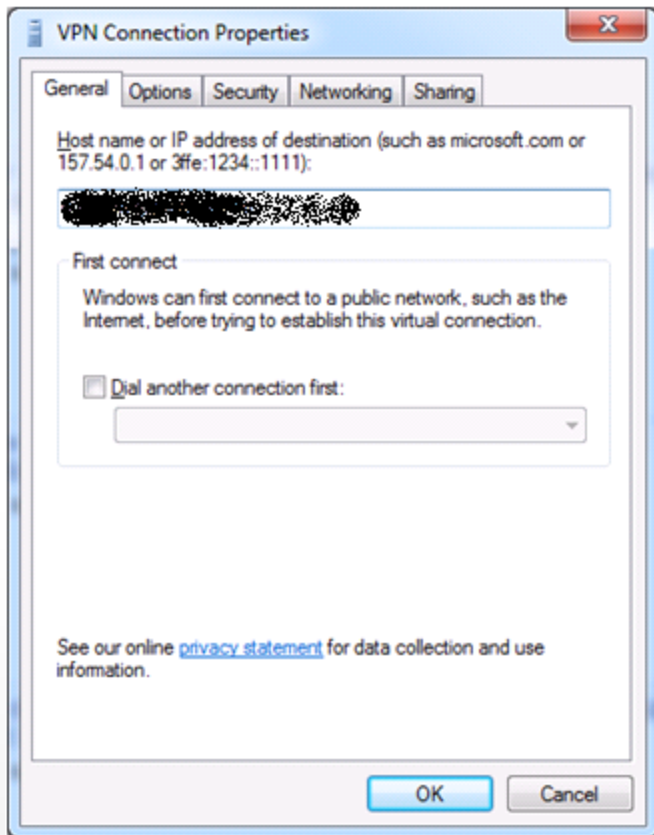 VPN Connection Properties
General Options Security Networking Sharing
Host name or IP address of destination (such as microsoft.com or
157.54.0.1 or 3ffe:1234::1111):
First connect
Windows can first connect to a public network, such as the
Internet, before trying to establish this virtual connection.
Dial another connection first:
See our online privacy statement for data collection and use
information.
OK Cancel